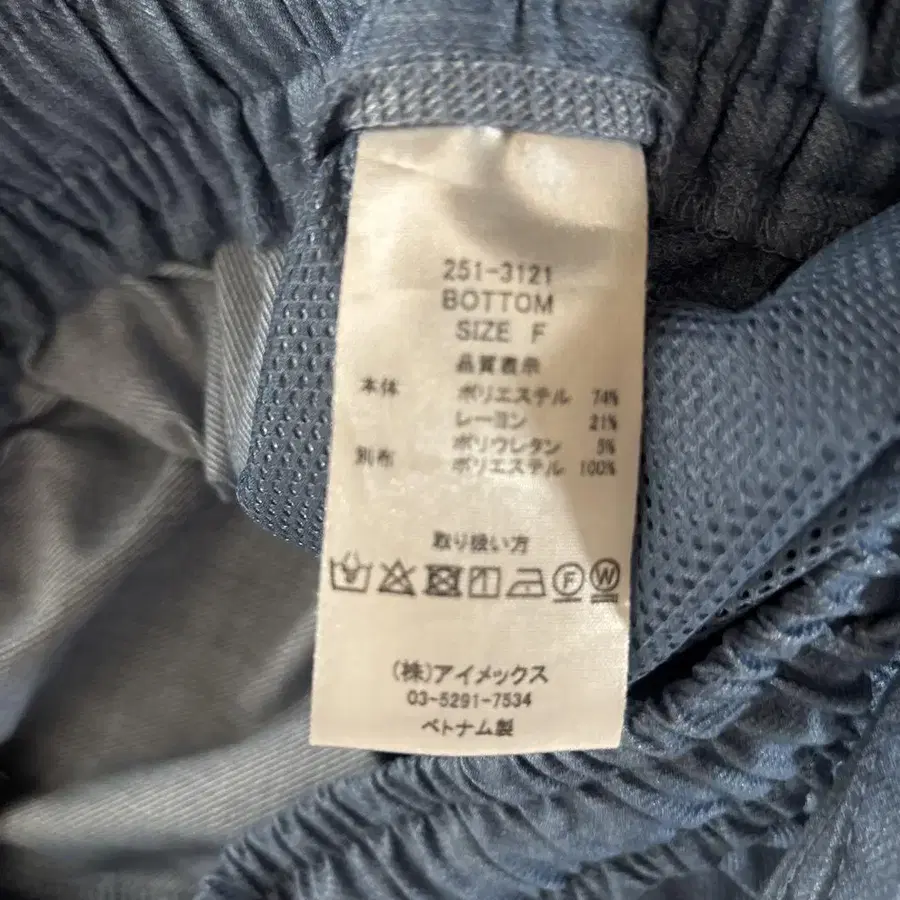 251-3121
BOTTOM
SIZE F
品質表示
本体 ポリエステル 74%
レーヨン 21%
ポリウレタン 5%
別布 ポリエステル 100%
取り扱い方
F W
(株)アイメックス
03-5291-7534
ベトナム製